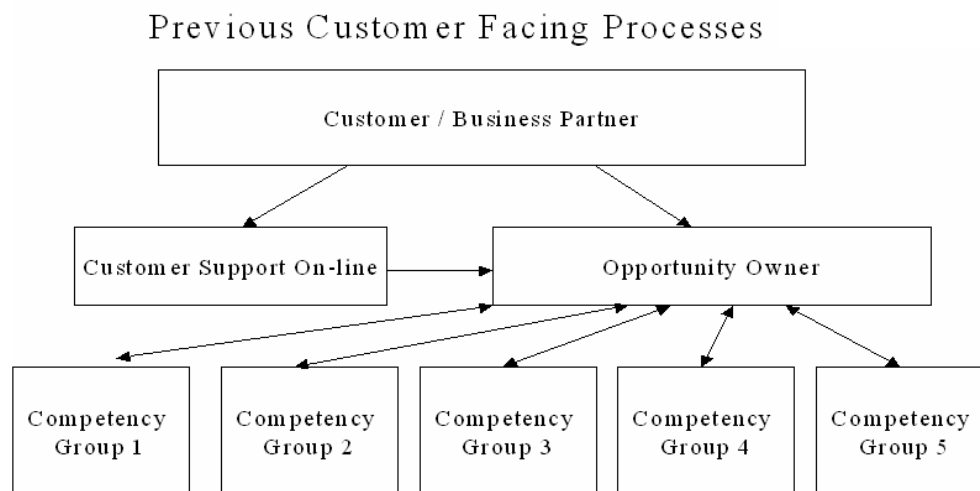 Previous Customer Facing Processes
Customer / Business Partner
Customer Support On-line
Opportunity Owner
Competency
Group 1
Competency
Group 2
Competency
Group 3
Competency
Group 4
Competency
Group 5